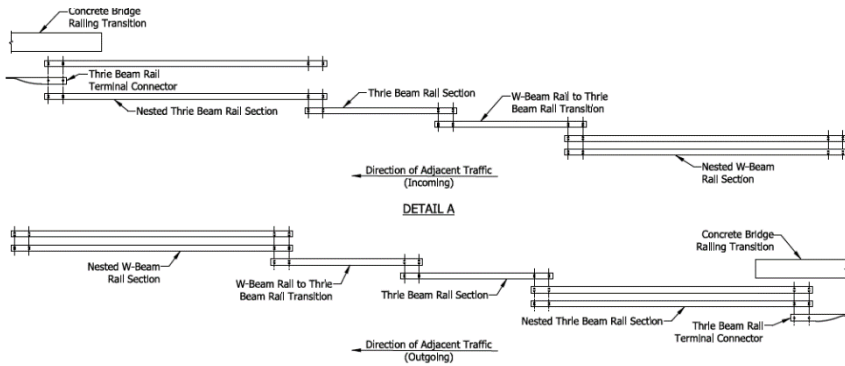 Concrete Bridge
Railing Transition
Thrie Beam Rail
Terminal Connector
Nested Thrie Beam Rail Section
Thrie Beam Rail Section
W-Beam Rail to Thrie
Beam Rail Transition
Nested W-Beam
Rail Section
Direction of Adjacent Traffic
(Incoming)
DETAIL A
Nested W-Beam
Rail Section
W-Beam Rail to Thrie
Beam Rail Transition
Thrie Beam Rail Section
Nested Thrie Beam Rail Section
Concrete Bridge
Railing Transition
Thrie Beam Rail
Terminal Connector
Direction of Adjacent Traffic
(Outgoing)